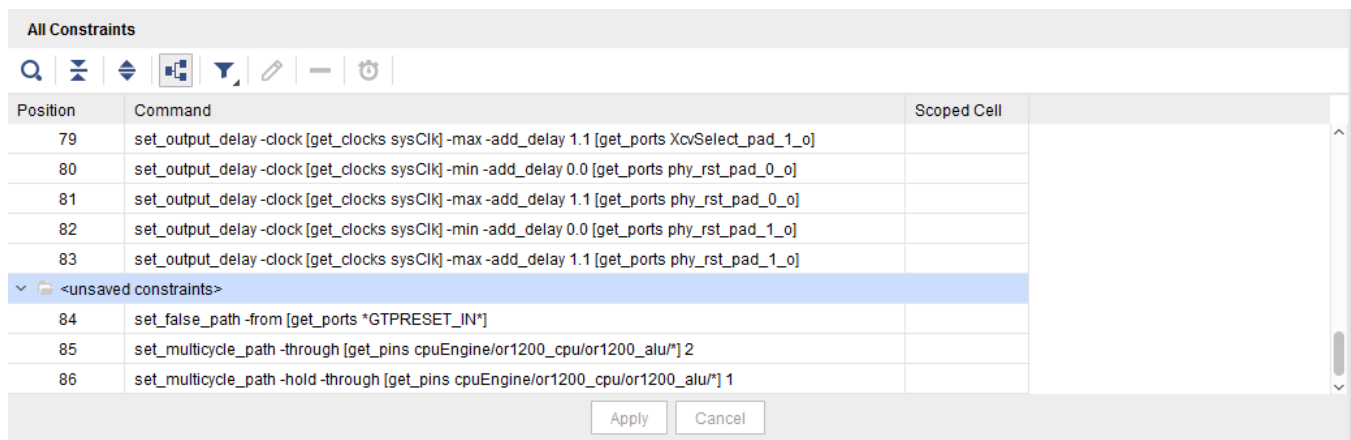 All Constraints
Position Command Scoped Cell
79 set_output_delay -clock [get_clocks sysClk] -max -add_delay 1.1 [get_ports XcvSelect_pad_1_o]
80 set_output_delay -clock [get_clocks sysClk] -min -add_delay 0.0 [get_ports phy_rst_pad_0_o]
81 set_output_delay -clock [get_clocks sysClk] -max -add_delay 1.1 [get_ports phy_rst_pad_0_o]
82 set_output_delay -clock [get_clocks sysClk] -min -add_delay 0.0 [get_ports phy_rst_pad_1_o]
83 set_output_delay -clock [get_clocks sysClk] -max -add_delay 1.1 [get_ports phy_rst_pad_1_o]
<unsaved constraints>
84 set_false_path -from [get_ports *GTPRESET_IN*]
85 set_multicycle_path -through [get_pins cpuEngine/or1200_cpu/or1200_alu/*] 2
86 set_multicycle_path -hold -through [get_pins cpuEngine/or1200_cpu/or1200_alu/*] 1
Apply Cancel